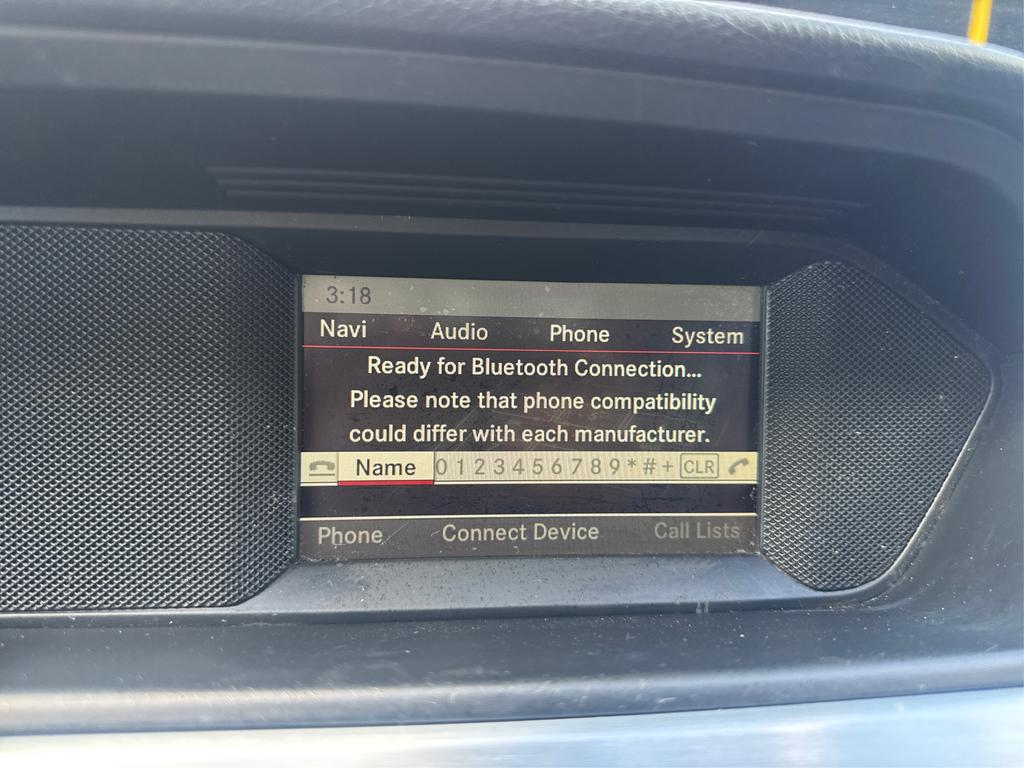 3:18
Navi Audio Phone System
Ready for Bluetooth Connection...
Please note that phone compatibility
could differ with each manufacturer.
Name 0 1 2 3 4 5 6 7 8 9 * # + CLR
Phone Connect Device Call Lists